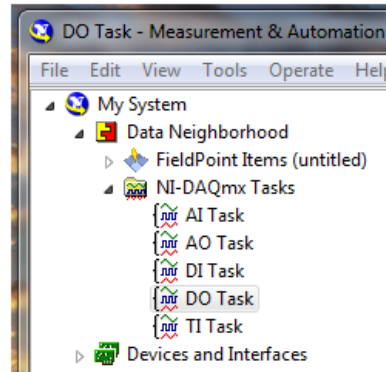 DO Task - Measurement & Automation
File Edit View Tools Operate Help
My System
Data Neighborhood
FieldPoint Items (untitled)
NI-DAQmx Tasks
AI Task
AO Task
DI Task
DO Task
TI Task
Devices and Interfaces